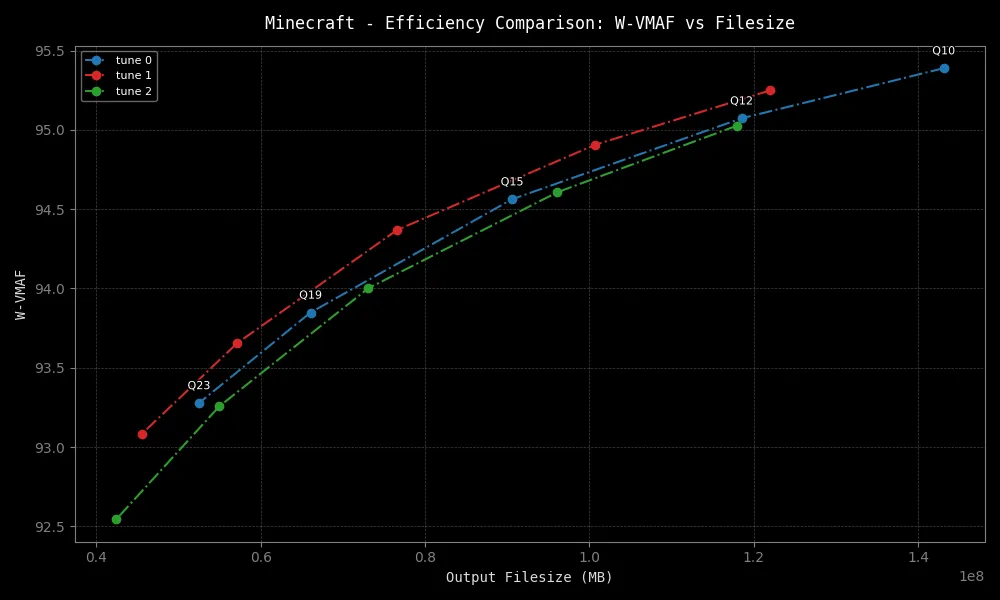 Minecraft - Efficiency Comparison: W-VMAF vs Filesize
95.5
95.0
94.5
94.0
93.5
93.0
92.5
W-VMAF
tune 0
tune 1
tune 2
Q10
Q12
Q15
Q19
Q23
0.4 0.6 0.8 1.0 1.2 1.4
1e8
Output Filesize (MB)